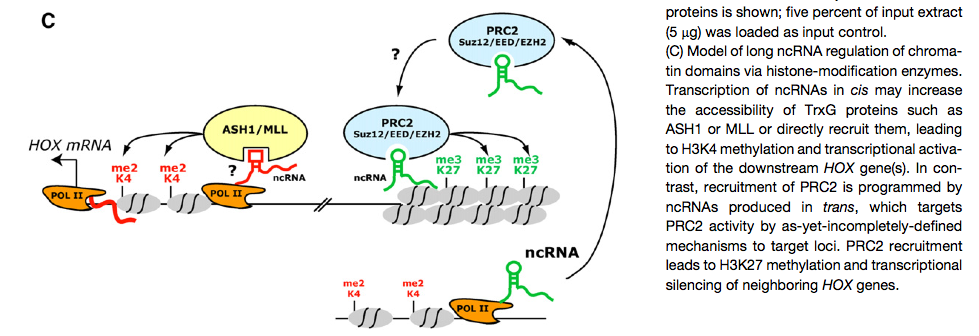 C
PRC2
Suz12/EED/EZH2
?
ASH1/MLL
PRC2
Suz12/EED/EZH2
HOX mRNA
me2
K4
me2
K4
?
ncRNA
ncRNA
me3
K27
me3
K27
me3
K27
POL II
POL II
ncRNA
me2
K4
me2
K4
POL II
proteins is shown; five percent of input extract
(5 μg) was loaded as input control.
(C) Model of long ncRNA regulation of chroma-
tin domains via histone-modification enzymes.
Transcription of ncRNAs in cis may increase
the accessibility of TrxG proteins such as
ASH1 or MLL or directly recruit them, leading
to H3K4 methylation and transcriptional activa-
tion of the downstream HOX gene(s). In con-
trast, recruitment of PRC2 is programmed by
ncRNAs produced in trans, which targets
PRC2 activity by as-yet-incompletely-defined
mechanisms to target loci. PRC2 recruitment
leads to H3K27 methylation and transcriptional
silencing of neighboring HOX genes.